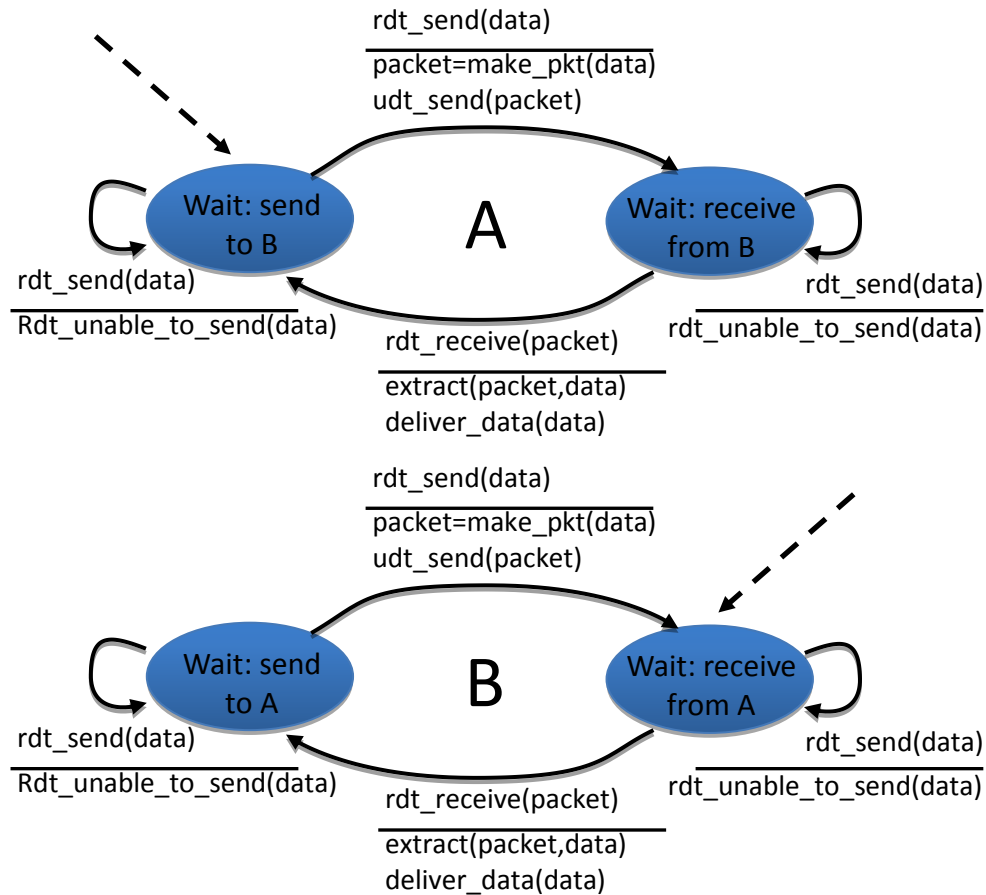 rdt_send(data)
packet=make_pkt(data)
udt_send(packet)
Wait: send
to B
A
Wait: receive
from B
rdt_send(data)
Rdt_unable_to_send(data)
rdt_send(data)
rdt_unable_to_send(data)
rdt_receive(packet)
extract(packet,data)
deliver_data(data)
rdt_send(data)
packet=make_pkt(data)
udt_send(packet)
Wait: send
to A
B
Wait: receive
from A
rdt_send(data)
Rdt_unable_to_send(data)
rdt_send(data)
rdt_unable_to_send(data)
rdt_receive(packet)
extract(packet,data)
deliver_data(data)